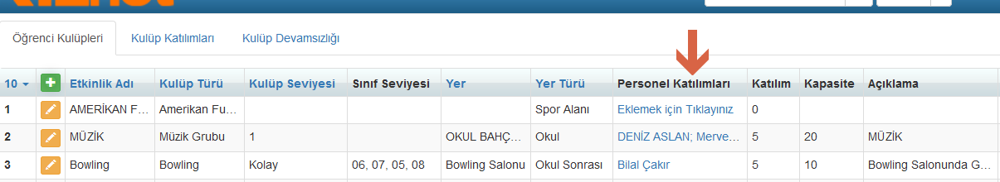 Öğrenci Kulüpleri Kulüp Katılımları Kulüp Devamsızlığı
10 Etkinlik Adı Kulüp Türü Kulüp Seviyesi Sınıf Seviyesi Yer Yer Türü Personel Katılımları Katılım Kapasite Açıklama
1 AMERİKAN F... Amerikan Fu... Spor Alanı Eklemek için Tıklayınız 0
2 MÜZİK Müzik Grubu 1 OKUL BAHÇ... Okul DENİZ ASLAN; Merve... 5 20 MÜZİK
3 Bowling Bowling Kolay 06, 07, 05, 08 Bowling Salonu Okul Sonrası Bilal Çakır 5 10 Bowling Salonunda G...